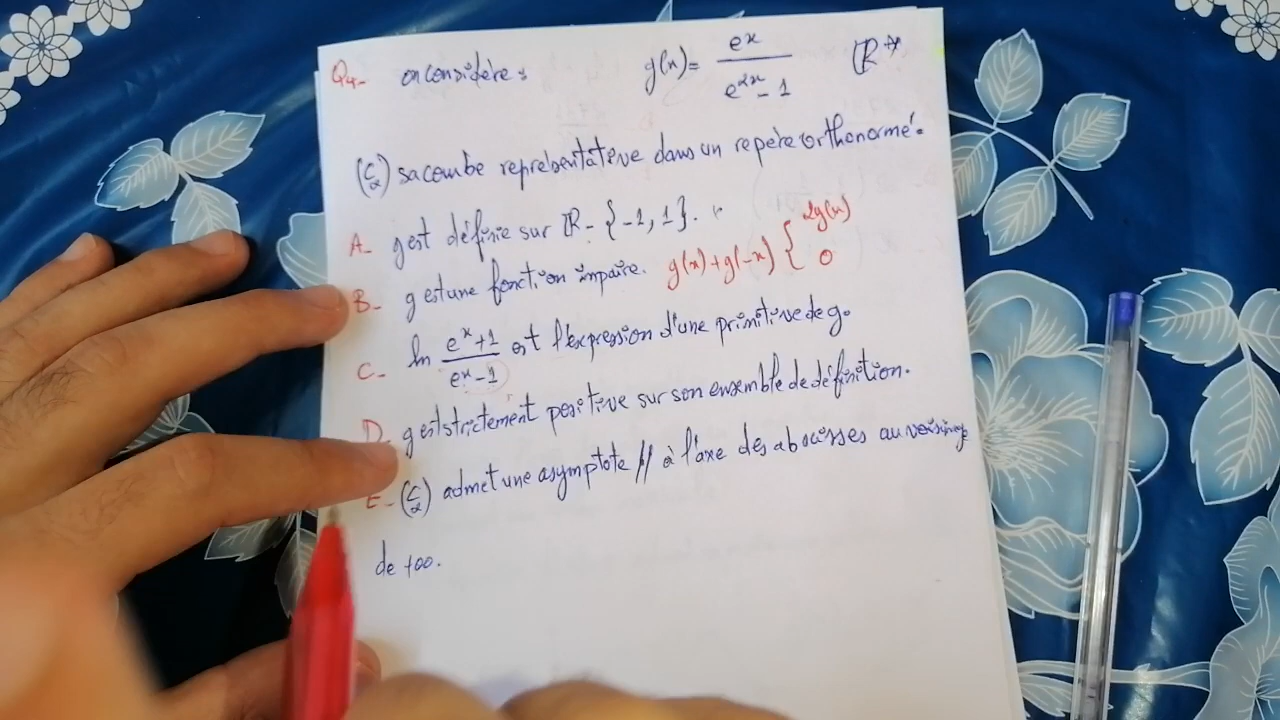 Q4- on considère : g(x) = e^x / (e^{2x} - 1) ℝ*
(C) sa courbe représentative dans un repère orthonormé.
A- g est définie sur ℝ - {-1, 1}.
B- g est une fonction impaire. g(x) + g(-x) { 2g(x) 0
C- ln (e^x + 1) / (e^x - 1) est l'expression d'une primitive de g.
D- g est strictement positive sur son ensemble de définition.
E- (C) admet une asymptote // à l'axe des abscisses au voisinage
de +∞.